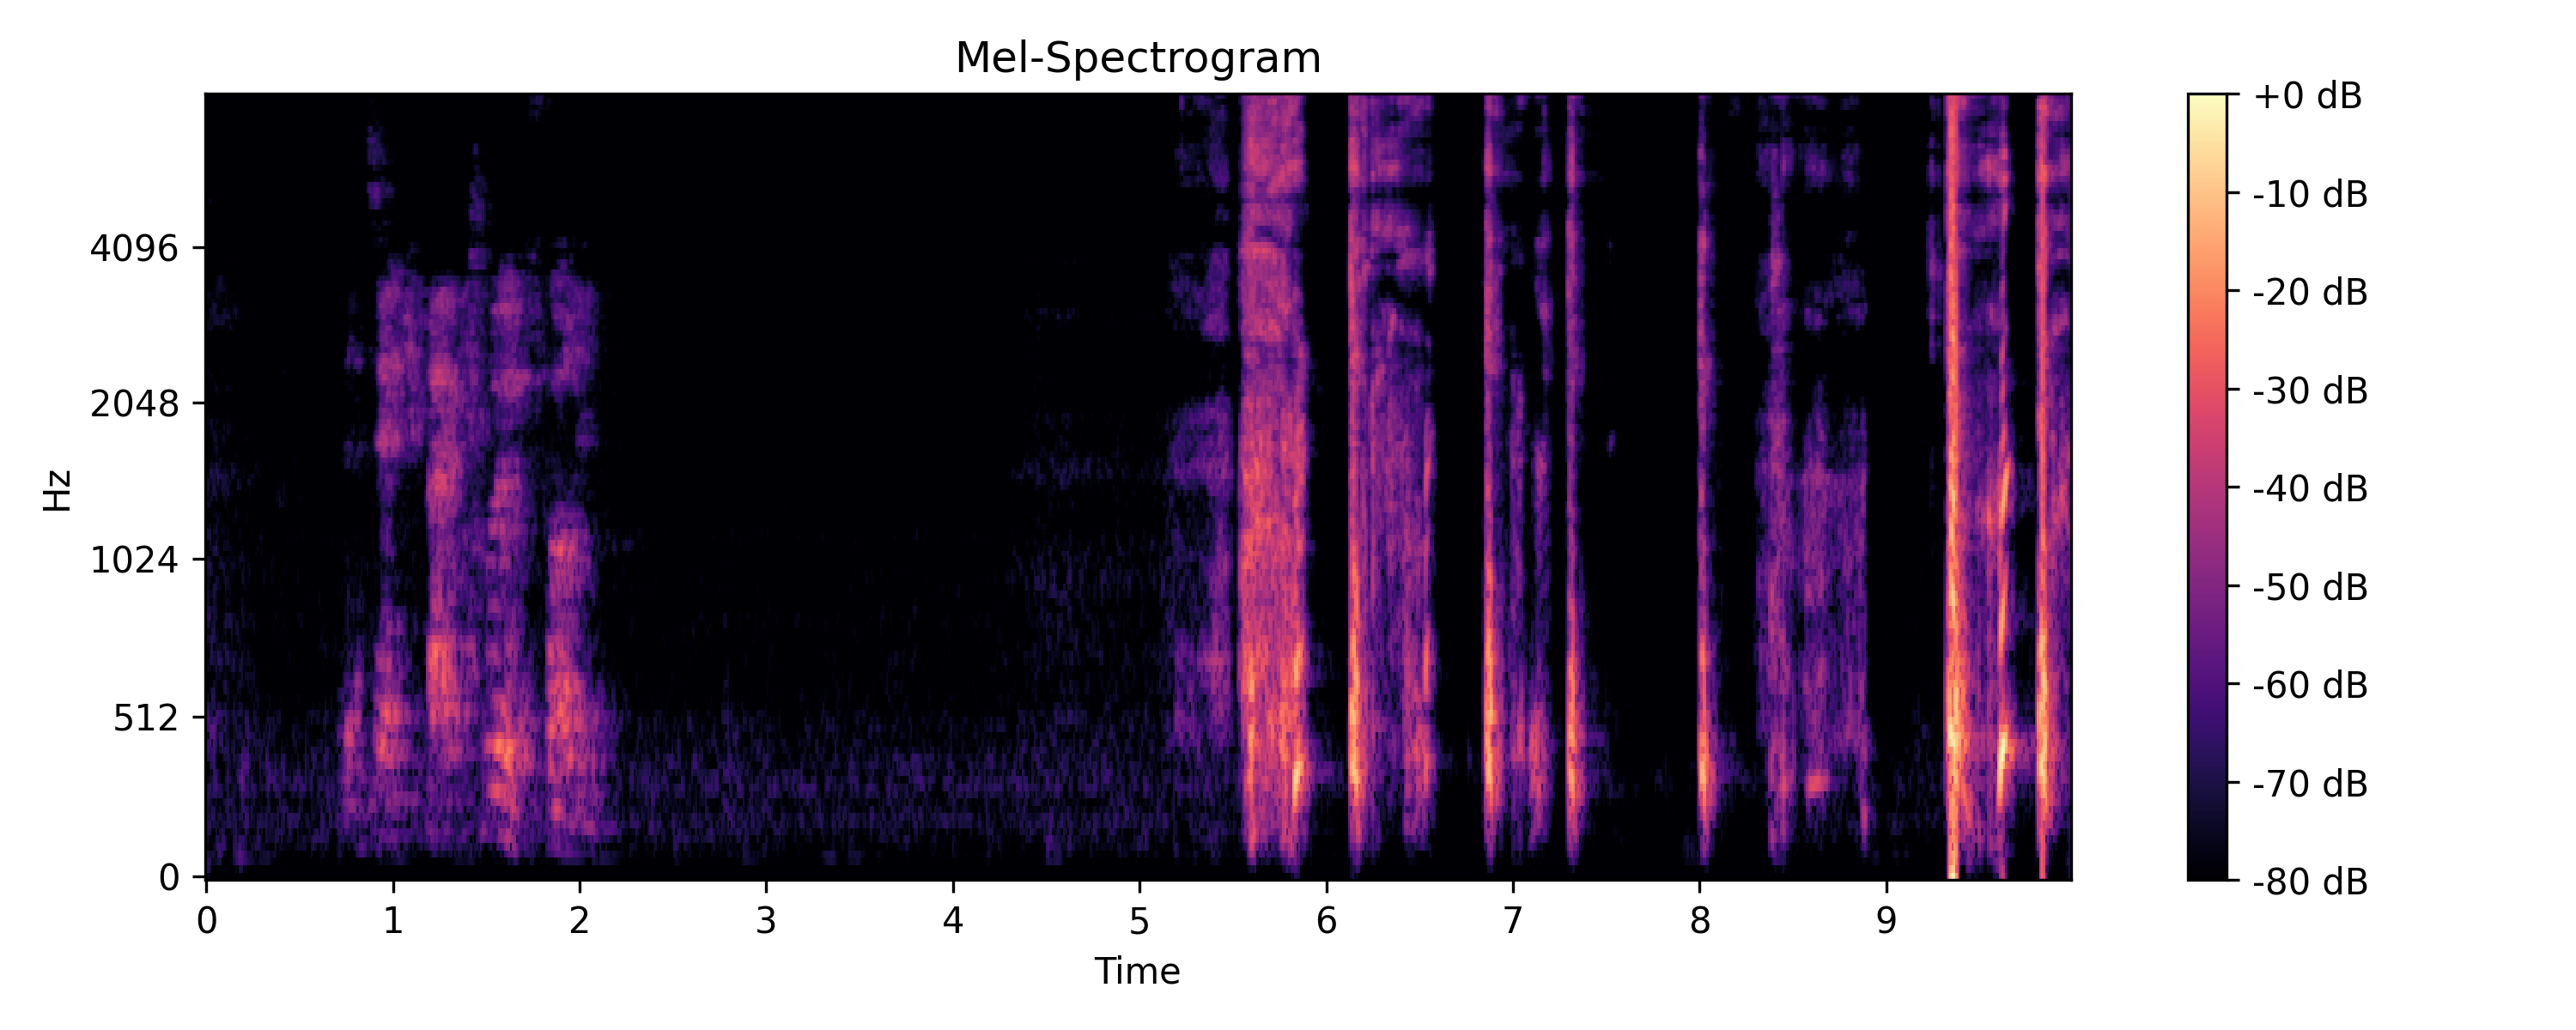 Mel-Spectrogram
+0 dB
-10 dB
-20 dB
-30 dB
-40 dB
-50 dB
-60 dB
-70 dB
-80 dB
4096
2048
1024
512
0
Hz
0 1 2 3 4 5 6 7 8 9
Time